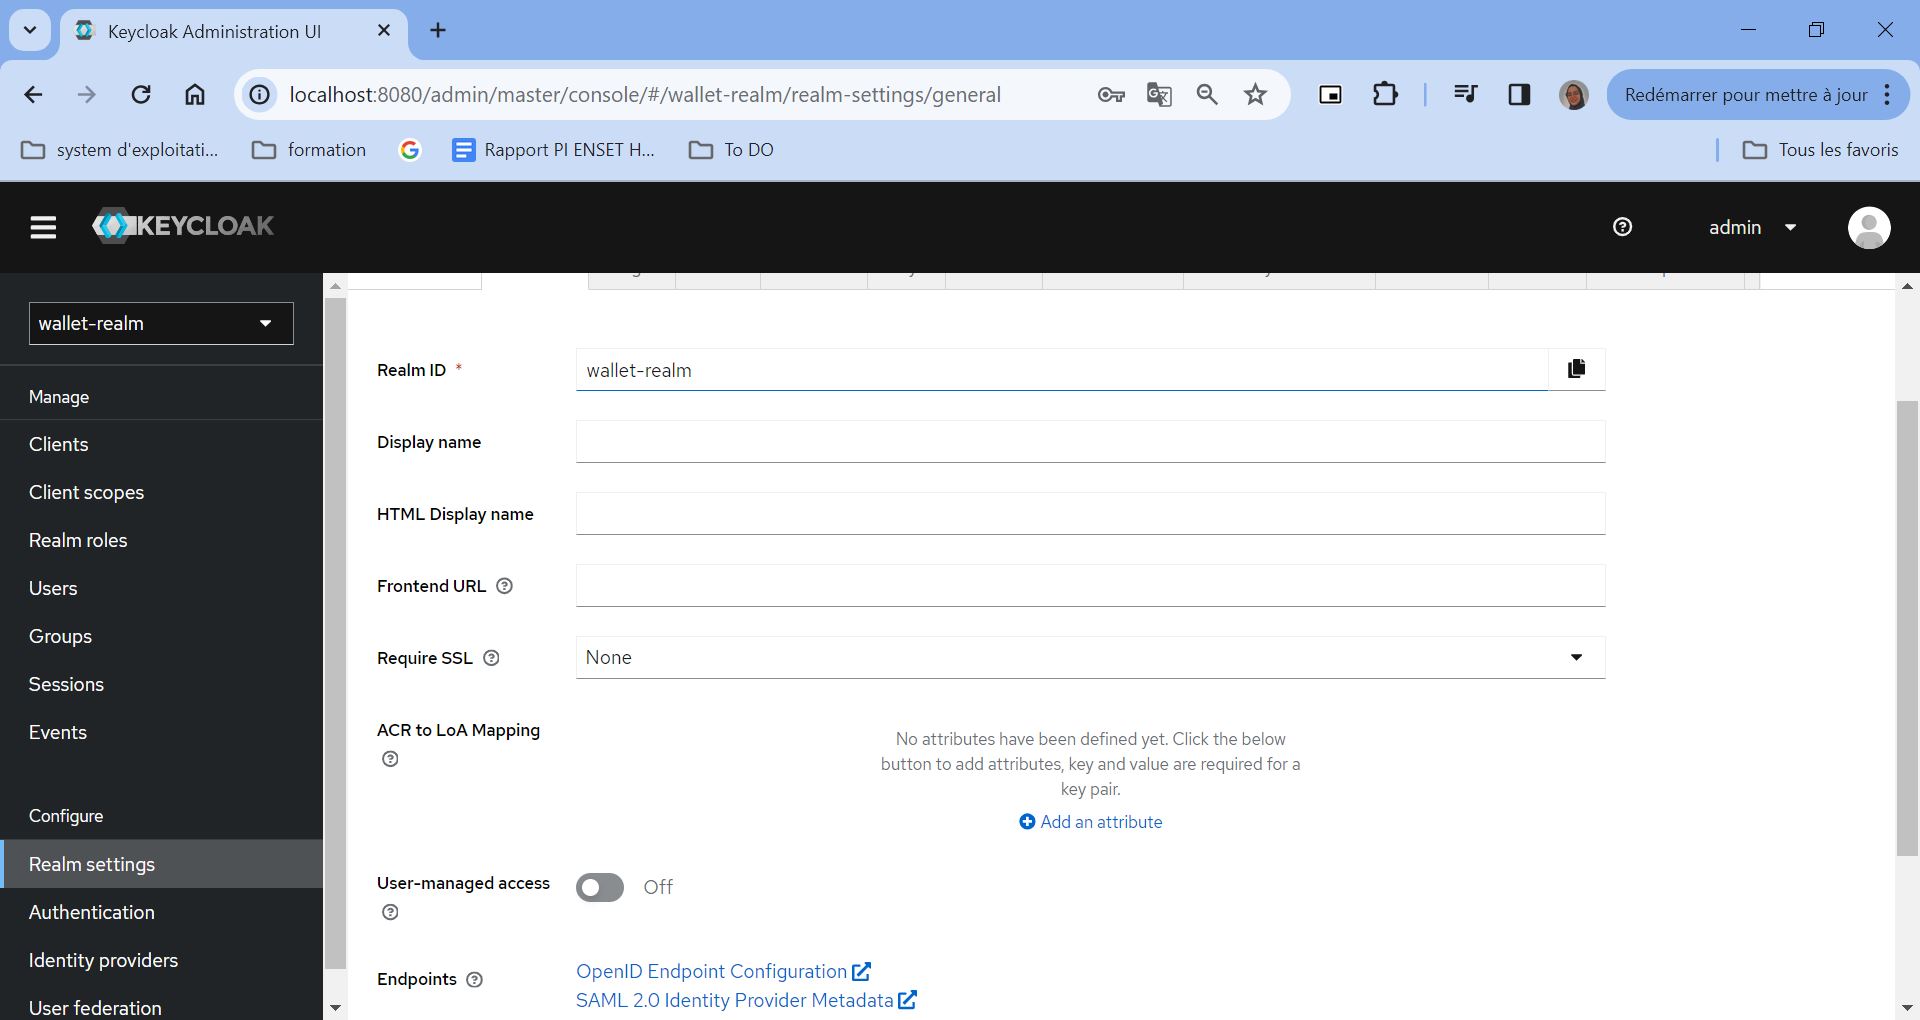 Keycloak Administration UI
localhost:8080/admin/master/console/#/wallet-realm/realm-settings/general
Redémarrer pour mettre à jour
system d'exploitati...
formation
Rapport PI ENSET H...
To DO
Tous les favoris
KEYCLOAK
admin
wallet-realm
Manage
Clients
Client scopes
Realm roles
Users
Groups
Sessions
Events
Configure
Realm settings
Authentication
Identity providers
User federation
Realm ID *
wallet-realm
Display name
HTML Display name
Frontend URL
Require SSL
None
ACR to LoA Mapping
No attributes have been defined yet. Click the below
button to add attributes, key and value are required for a
key pair.
Add an attribute
User-managed access
Off
Endpoints
OpenID Endpoint Configuration
SAML 2.0 Identity Provider Metadata